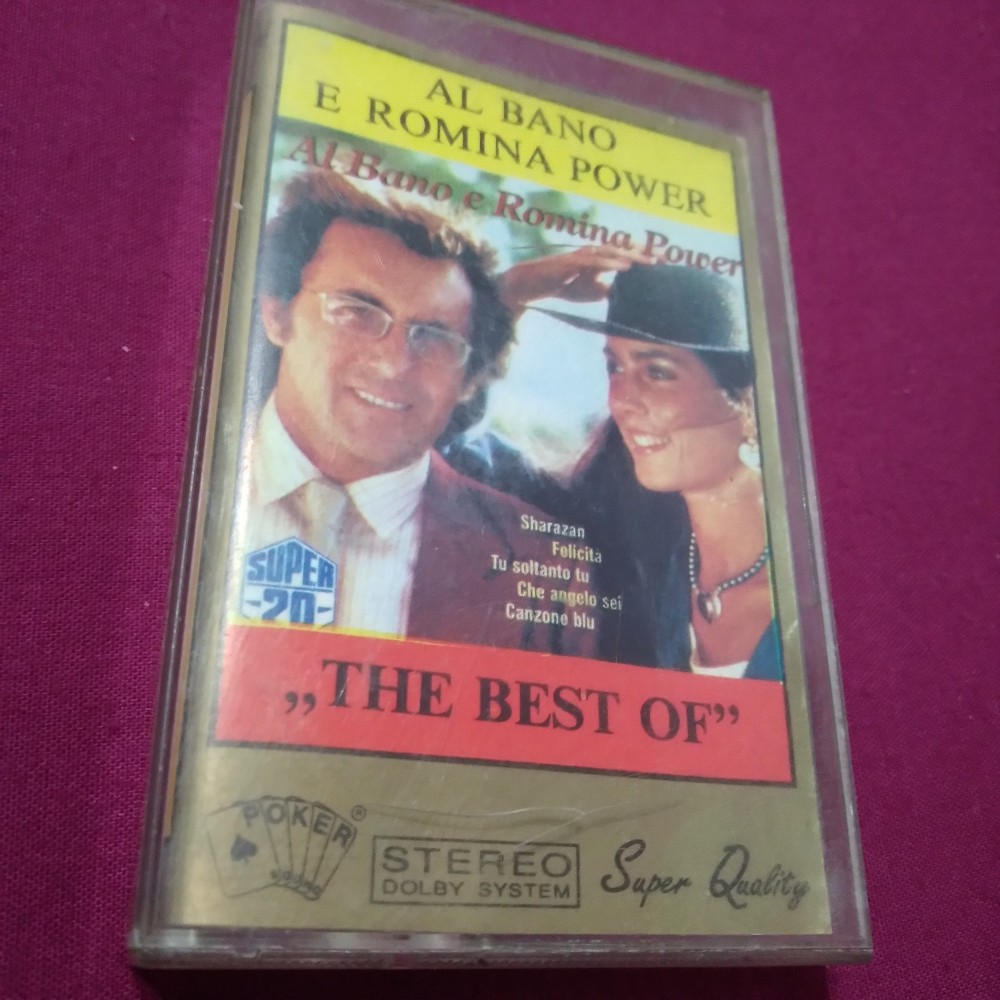 AL BANO
E ROMINA POWER
Al Bano e Romina Power
Sharazan
Felicita
Tu soltanto tu
Che angelo sei
Canzone blu
SUPER
-20-
„THE BEST OF”
POKER®
SOUND
STEREO
DOLBY SYSTEM
Super Quality